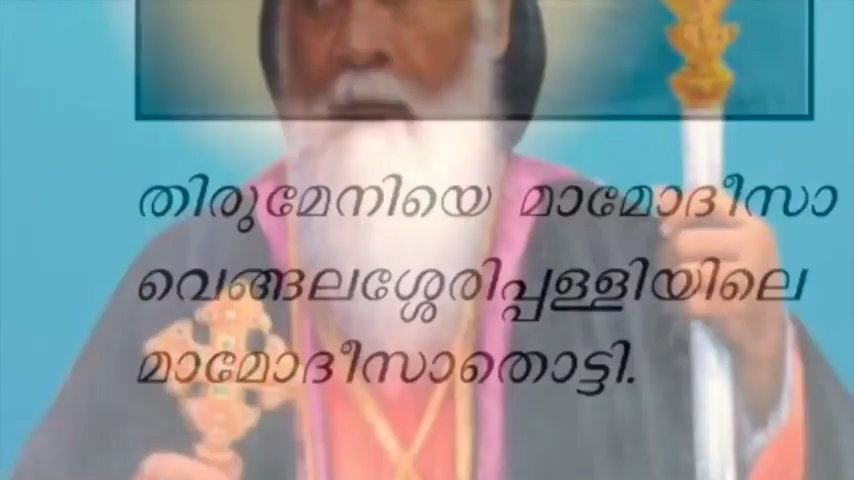 തിരുമേനിയെ മാമോദീസാ
വെങ്ങലശ്ശേരിപ്പള്ളിയിലെ
മാമോദീസാതൊട്ടി.